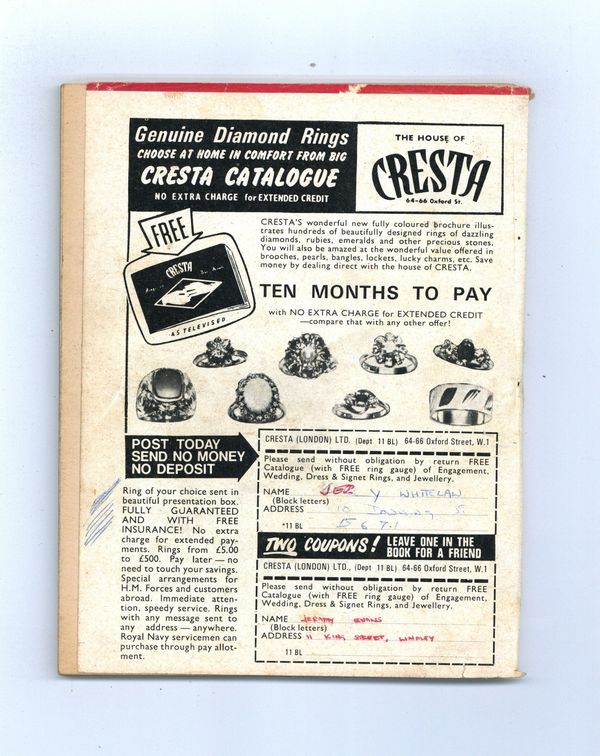 Genuine Diamond Rings
CHOOSE AT HOME IN COMFORT FROM BIG
CRESTA CATALOGUE
NO EXTRA CHARGE for EXTENDED CREDIT
THE HOUSE OF
CRESTA
64-66 Oxford St.
FREE
CRESTA
AS TELEVISED
CRESTA'S wonderful new fully coloured brochure illus-
trates hundreds of beautifully designed rings of dazzling
diamonds, rubies, emeralds and other precious stones.
You will also be amazed at the wonderful value offered in
brooches, pearls, bangles, lockets, lucky charms, etc. Save
money by dealing direct with the house of CRESTA.
TEN MONTHS TO PAY
with NO EXTRA CHARGE for EXTENDED CREDIT
—compare that with any other offer!
POST TODAY
SEND NO MONEY
NO DEPOSIT
Ring of your choice sent in
beautiful presentation box.
FULLY GUARANTEED
AND WITH FREE
INSURANCE! No extra
charge for extended pay-
ments. Rings from £5.00
to £500. Pay later — no
need to touch your savings.
Special arrangements for
H.M. Forces and customers
abroad. Immediate atten-
tion, speedy service. Rings
with any message sent to
any address — anywhere.
Royal Navy servicemen can
purchase through pay allot-
ment.
CRESTA (LONDON) LTD. (Dept 11 BL) 64-66 Oxford Street, W.1
Please send without obligation by return FREE
Catalogue (with FREE ring gauge) of Engagement,
Wedding, Dress & Signet Rings, and Jewellery.
NAME Y WHITELAW
(Block letters)
ADDRESS 10
*11 BL
TWO COUPONS! LEAVE ONE IN THE
BOOK FOR A FRIEND
CRESTA (LONDON) LTD. (Dept 11 BL) 64-66 Oxford Street, W.1
Please send without obligation by return FREE
Catalogue (with FREE ring gauge) of Engagement,
Wedding, Dress & Signet Rings, and Jewellery.
NAME JEREMY EVANS
(Block letters)
ADDRESS 11 KING STREET,
11 BL